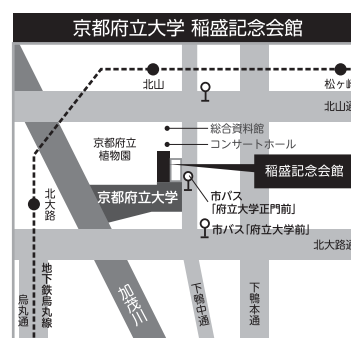 京都府立大学 稲盛記念会館
北山
松ヶ崎
北山通
総合資料館
コンサートホール
京都府立
植物園
稲盛記念会館
京都府立大学
市バス
「府立大学正門前」
北大路
市バス「府立大学前」
北大路通
烏丸通
地下鉄烏丸線
加茂川
下鴨中通
下鴨本通